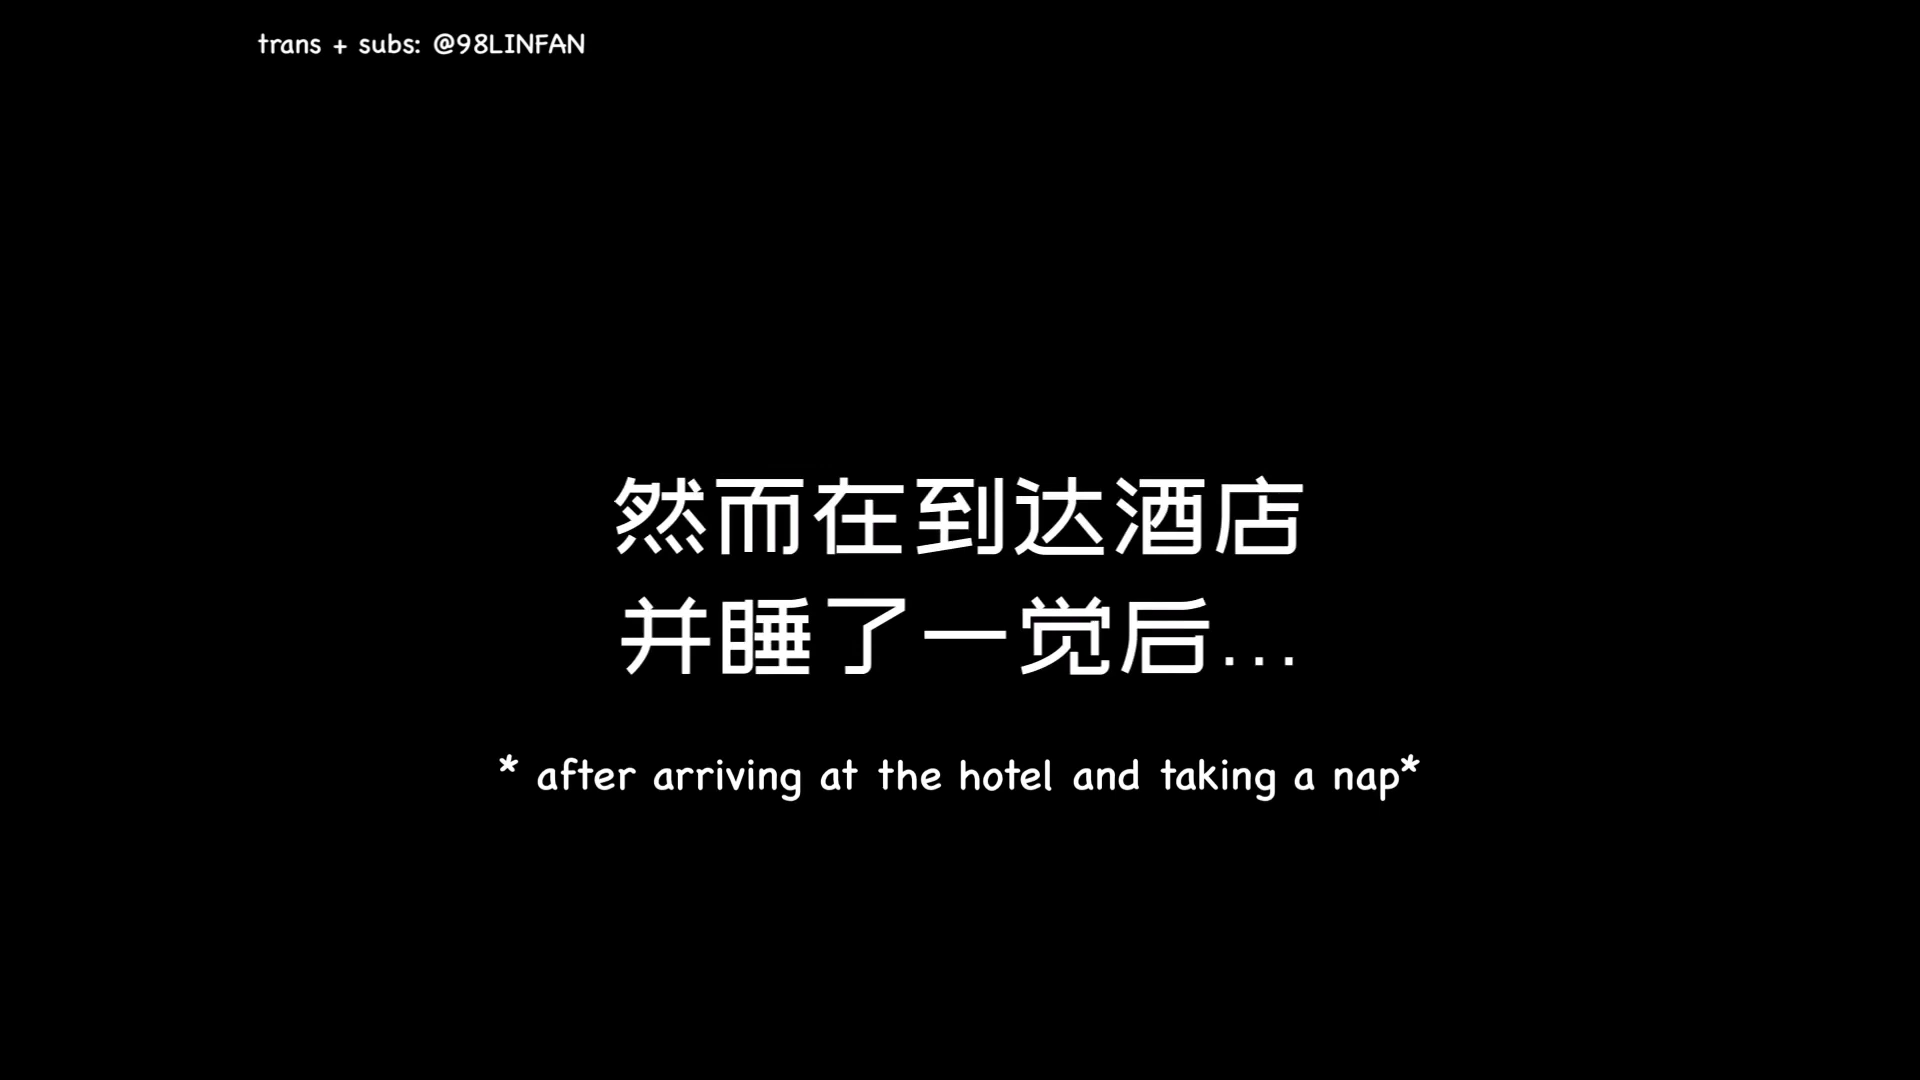 trans + subs: @98LINFAN
然而在到达酒店
并睡了一觉后...
* after arriving at the hotel and taking a nap*